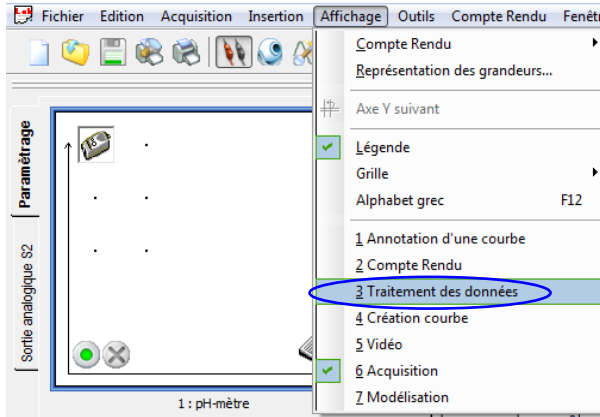 Fichier Edition Acquisition Insertion Affichage Outils Compte Rendu
Compte Rendu
Représentation des grandeurs...
Axe Y suivant
Légende
Grille
Alphabet grec F12
1 Annotation d'une courbe
2 Compte Rendu
3 Traitement des données
4 Création courbe
5 Vidéo
6 Acquisition
7 Modélisation
Paramètrage
Sortie analogique S2
1 : pH-mètre